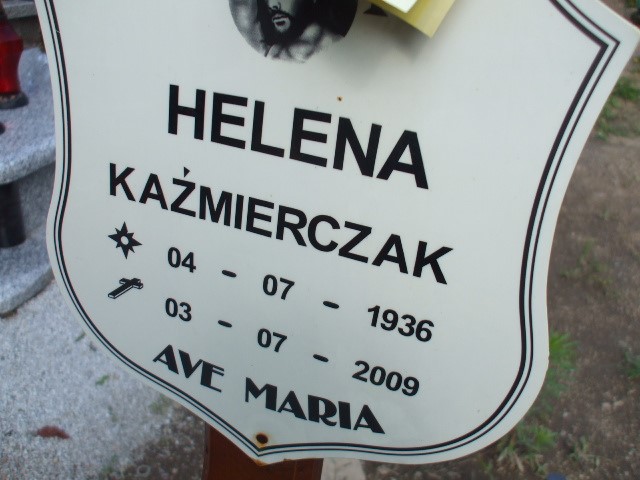 HELENA
KAŹMIERCZAK
04 - 07 - 1936
03 - 07 - 2009
AVE MARIA